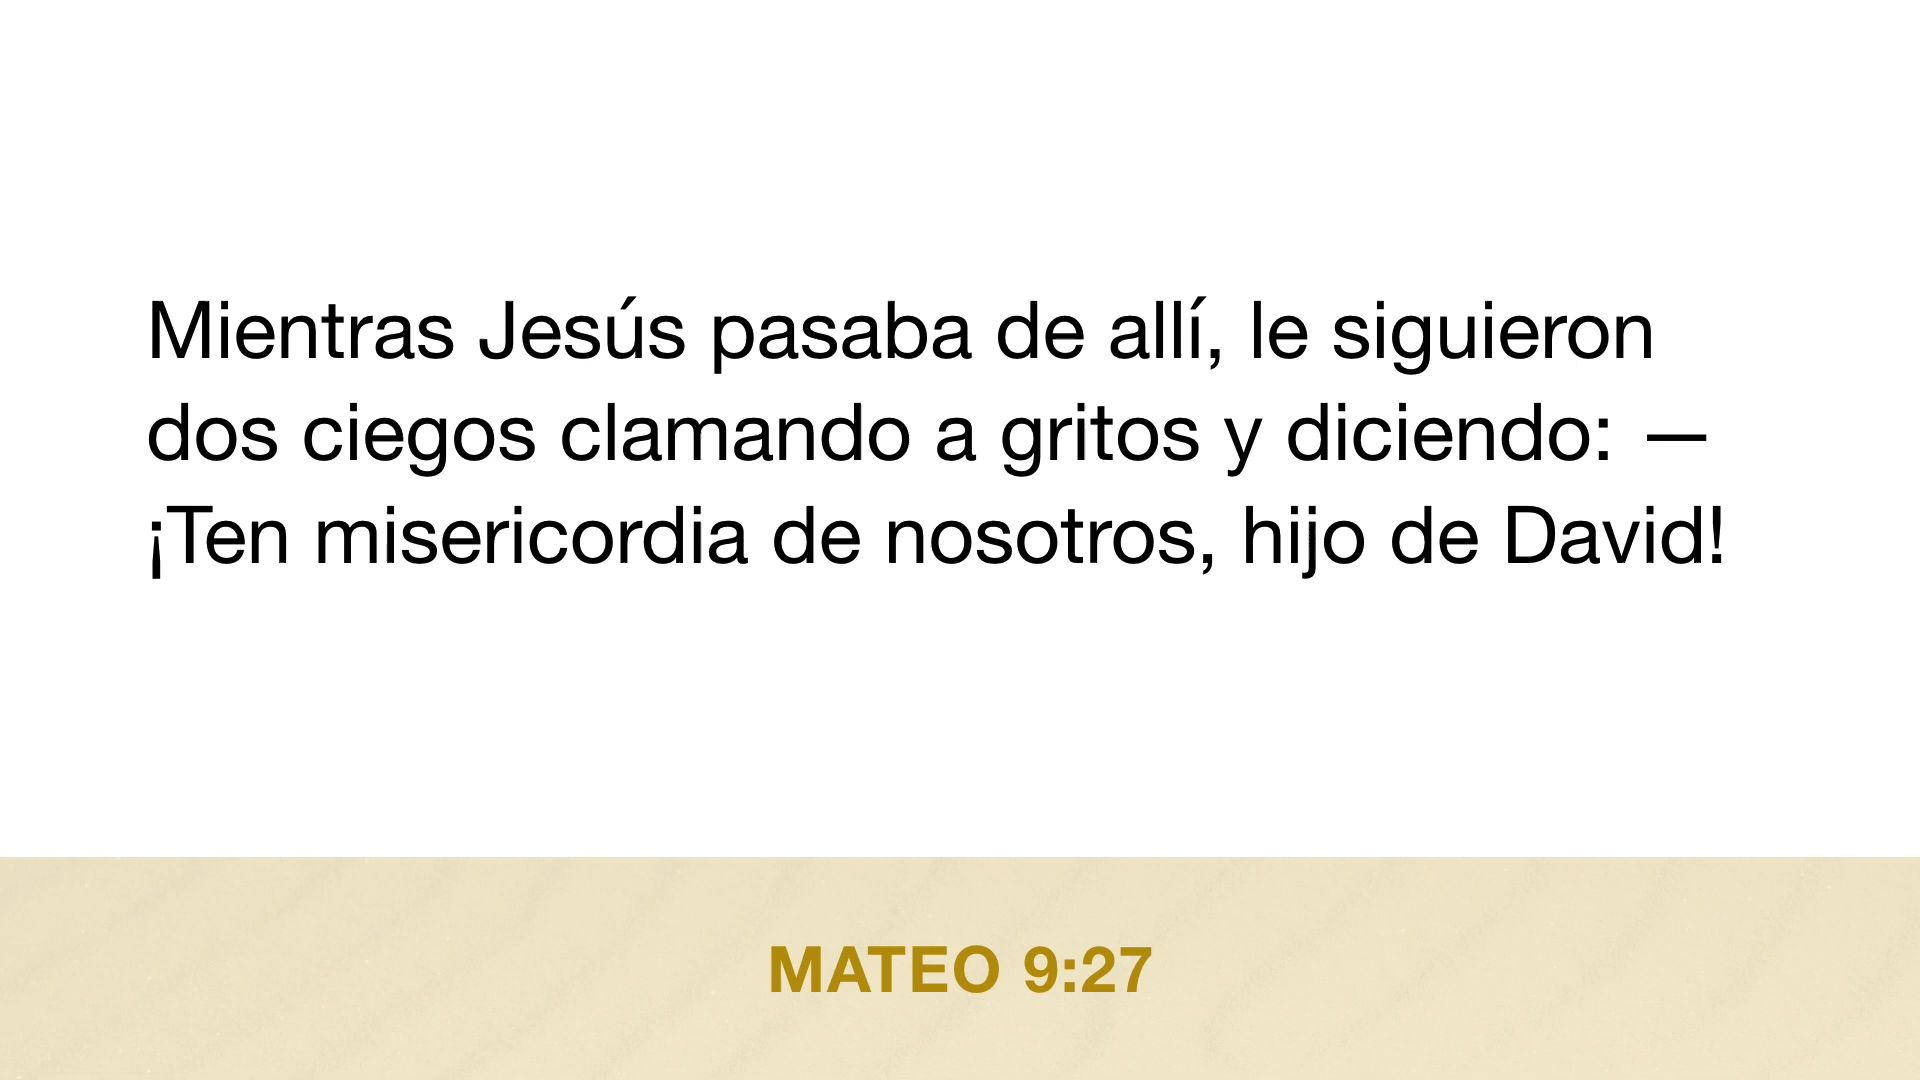 Mientras Jesús pasaba de allí, le siguieron
dos ciegos clamando a gritos y diciendo: —
¡Ten misericordia de nosotros, hijo de David!
MATEO 9:27